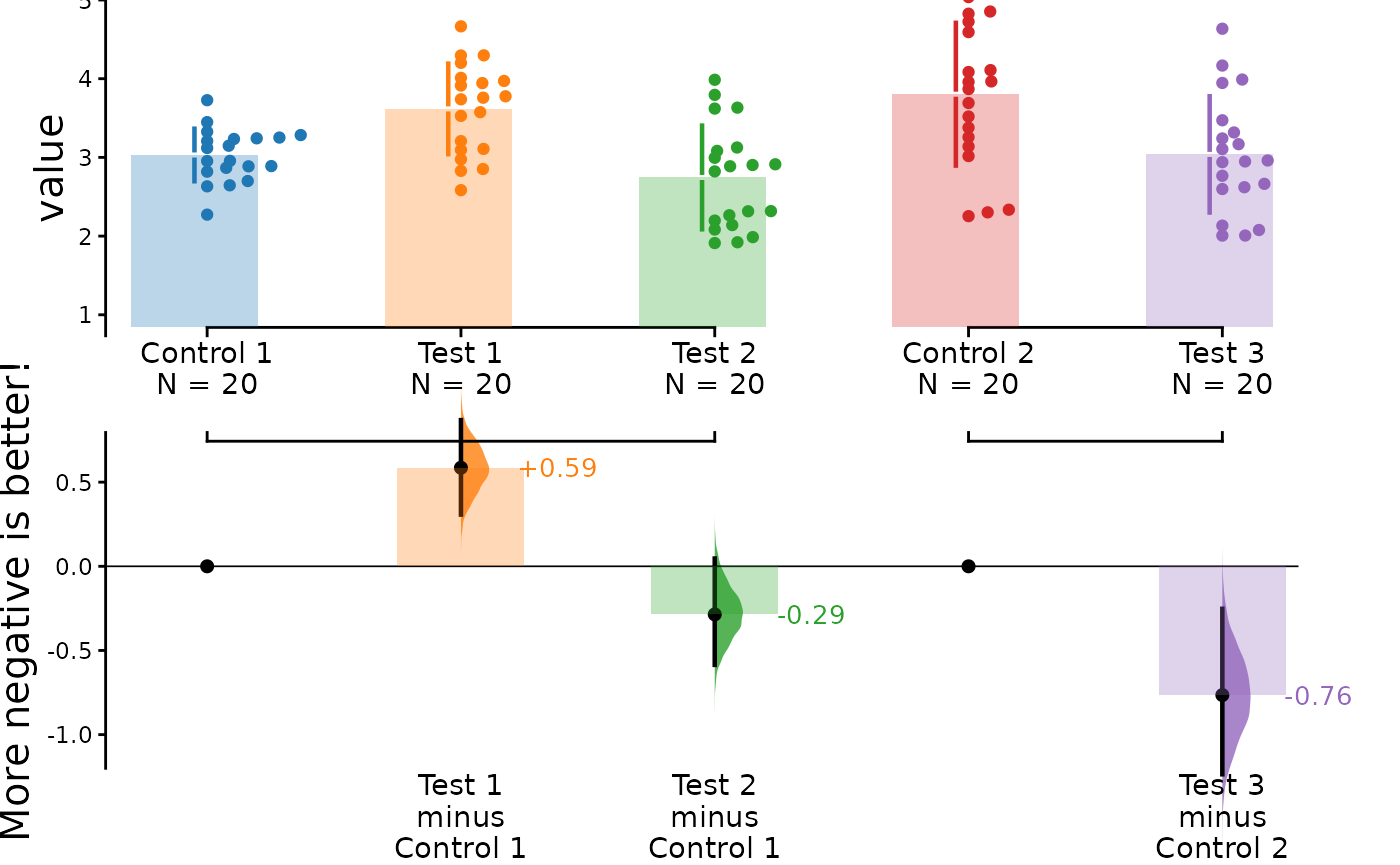 5
4
3
2
1
value
Control 1
N = 20
Test 1
N = 20
Test 2
N = 20
Control 2
N = 20
Test 3
N = 20
More negative is better!
0.5
0.0
-0.5
-1.0
+0.59
-0.29
-0.76
Test 1
minus
Control 1
Test 2
minus
Control 1
Test 3
minus
Control 2